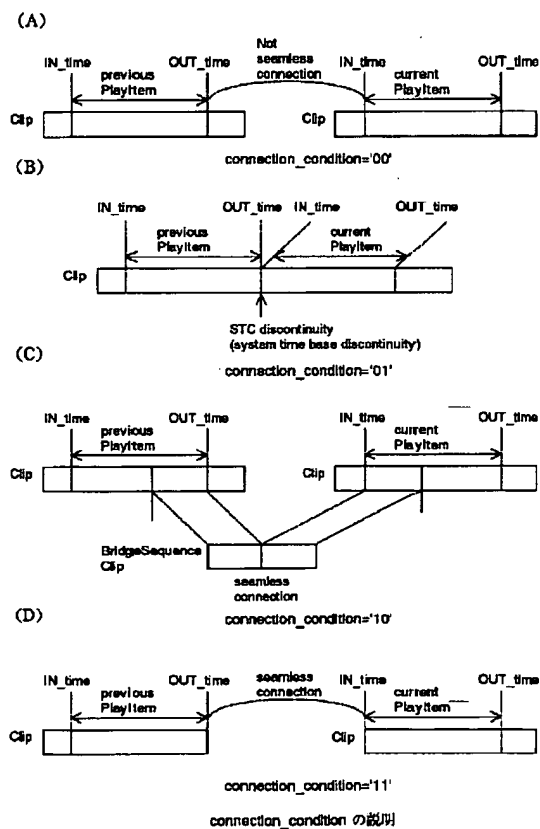 (A)
Not
seamless
connection
IN_time
OUT_time
IN_time
OUT_time
previous
PlayItem
current
PlayItem
Clip
Clip
connection_condition='00'
(B)
IN_time
OUT_time
IN_time
OUT_time
previous
PlayItem
current
PlayItem
Clip
STC discontinuity
(system time base discontinuity)
connection_condition='01'
(C)
IN_time
OUT_time
IN_time
OUT_time
previous
PlayItem
current
PlayItem
Clip
Clip
BridgeSequence
Clip
seamless
connection
connection_condition='10'
(D)
IN_time
OUT_time
seamless
connection
IN_time
OUT_time
previous
PlayItem
current
PlayItem
Clip
Clip
connection_condition='11'
connection_condition の説明